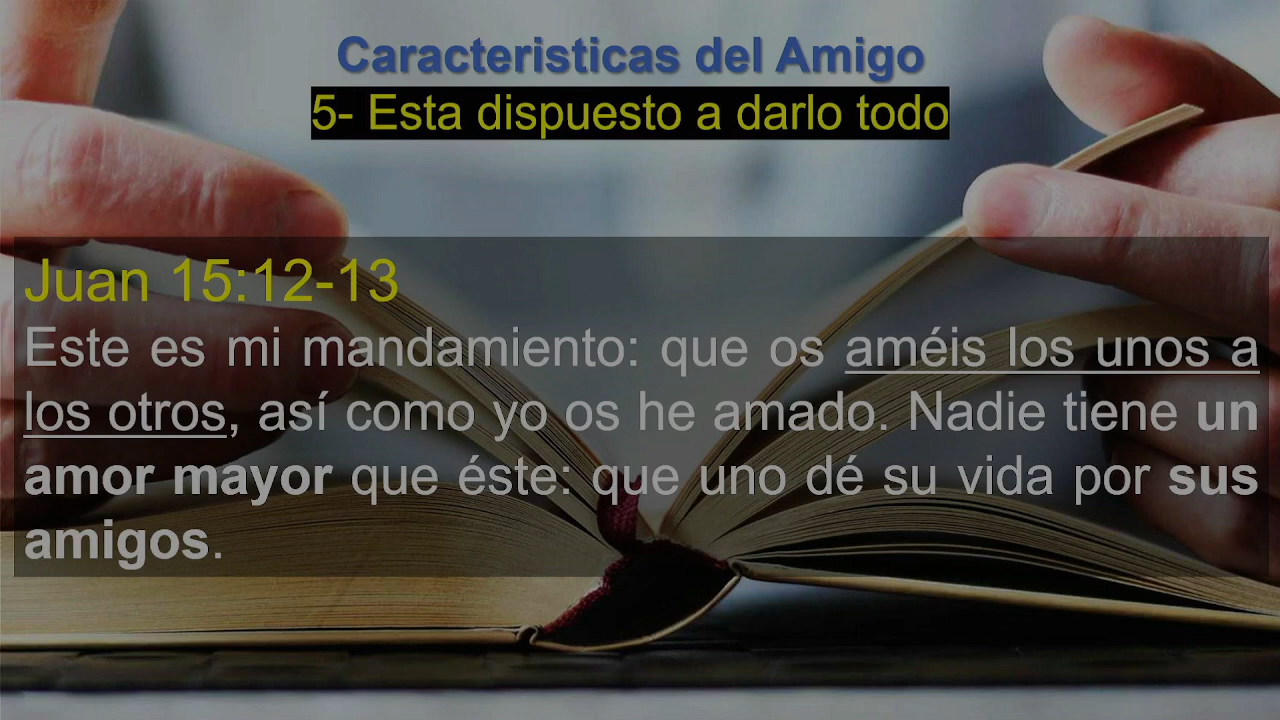 Caracteristicas del Amigo
5- Esta dispuesto a darlo todo
Juan 15:12-13
Este es mi mandamiento: que os améis los unos a
los otros, así como yo os he amado. Nadie tiene un
amor mayor que éste: que uno dé su vida por sus
amigos.